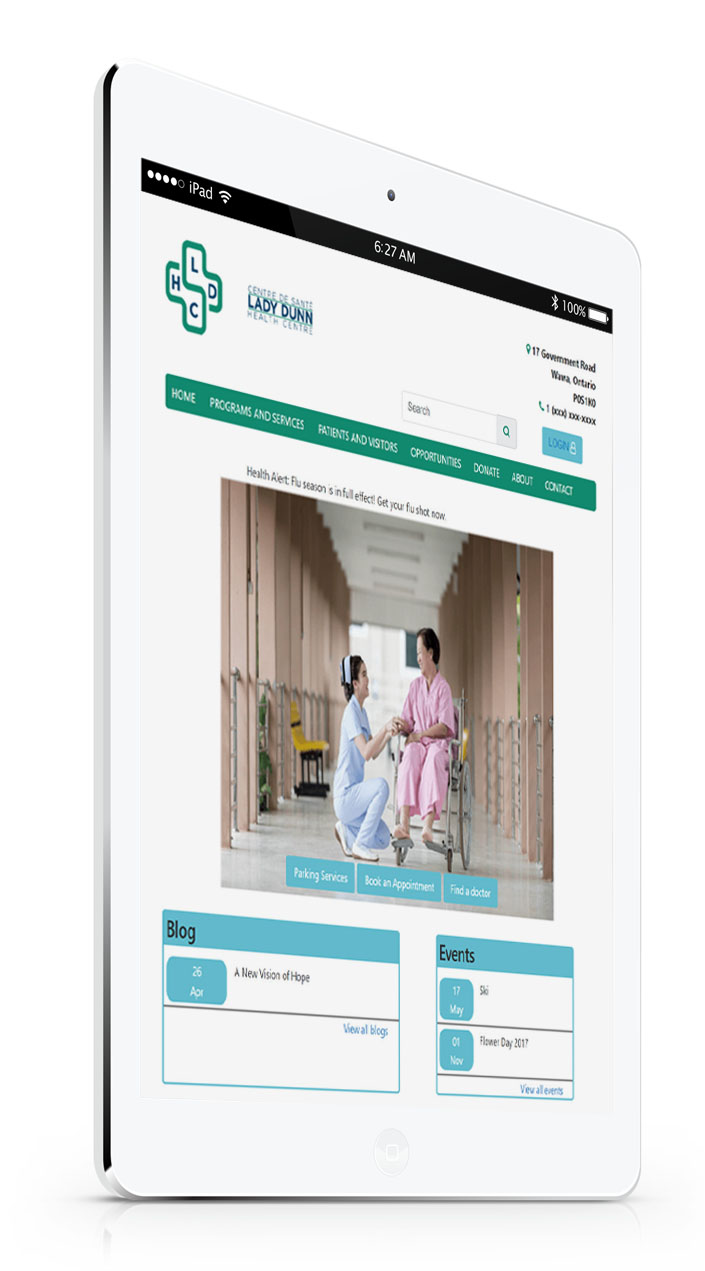 iPad
6:27 AM
100%
L
H D
C
CENTRE DE SANTÉ
LADY DUNN
HEALTH CENTRE
17 Government Road
Wawa, Ontario
P0S1K0
1 (xxx) xxx-xxxx
Search
LOGIN
HOME PROGRAMS AND SERVICES PATIENTS AND VISITORS OPPORTUNITIES DONATE ABOUT CONTACT
Health Alert: Flu season is in full effect! Get your flu shot now.
Parking Services Book an Appointment Find a doctor
Blog
26
Apr
A New Vision of Hope
View all blogs
Events
17
May
Ski
01
Nov
Flower Day 2017
View all events